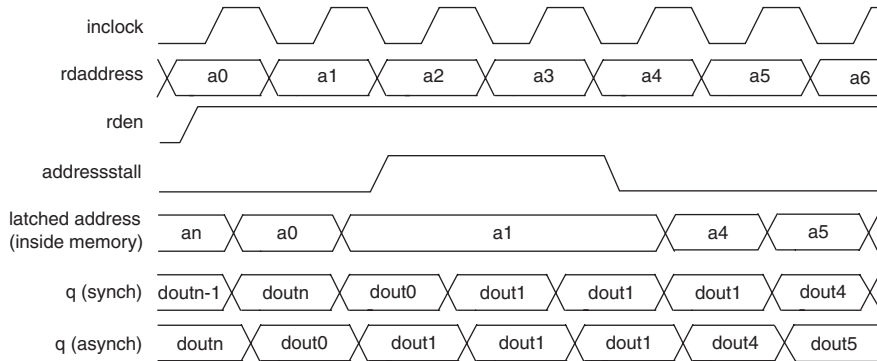 inclock
rdaddress a0 a1 a2 a3 a4 a5 a6
rden
addressstall
latched address
(inside memory) an a0 a1 a4 a5
q (synch) doutn-1 doutn dout0 dout1 dout1 dout1 dout4
q (asynch) doutn dout0 dout1 dout1 dout1 dout4 dout5